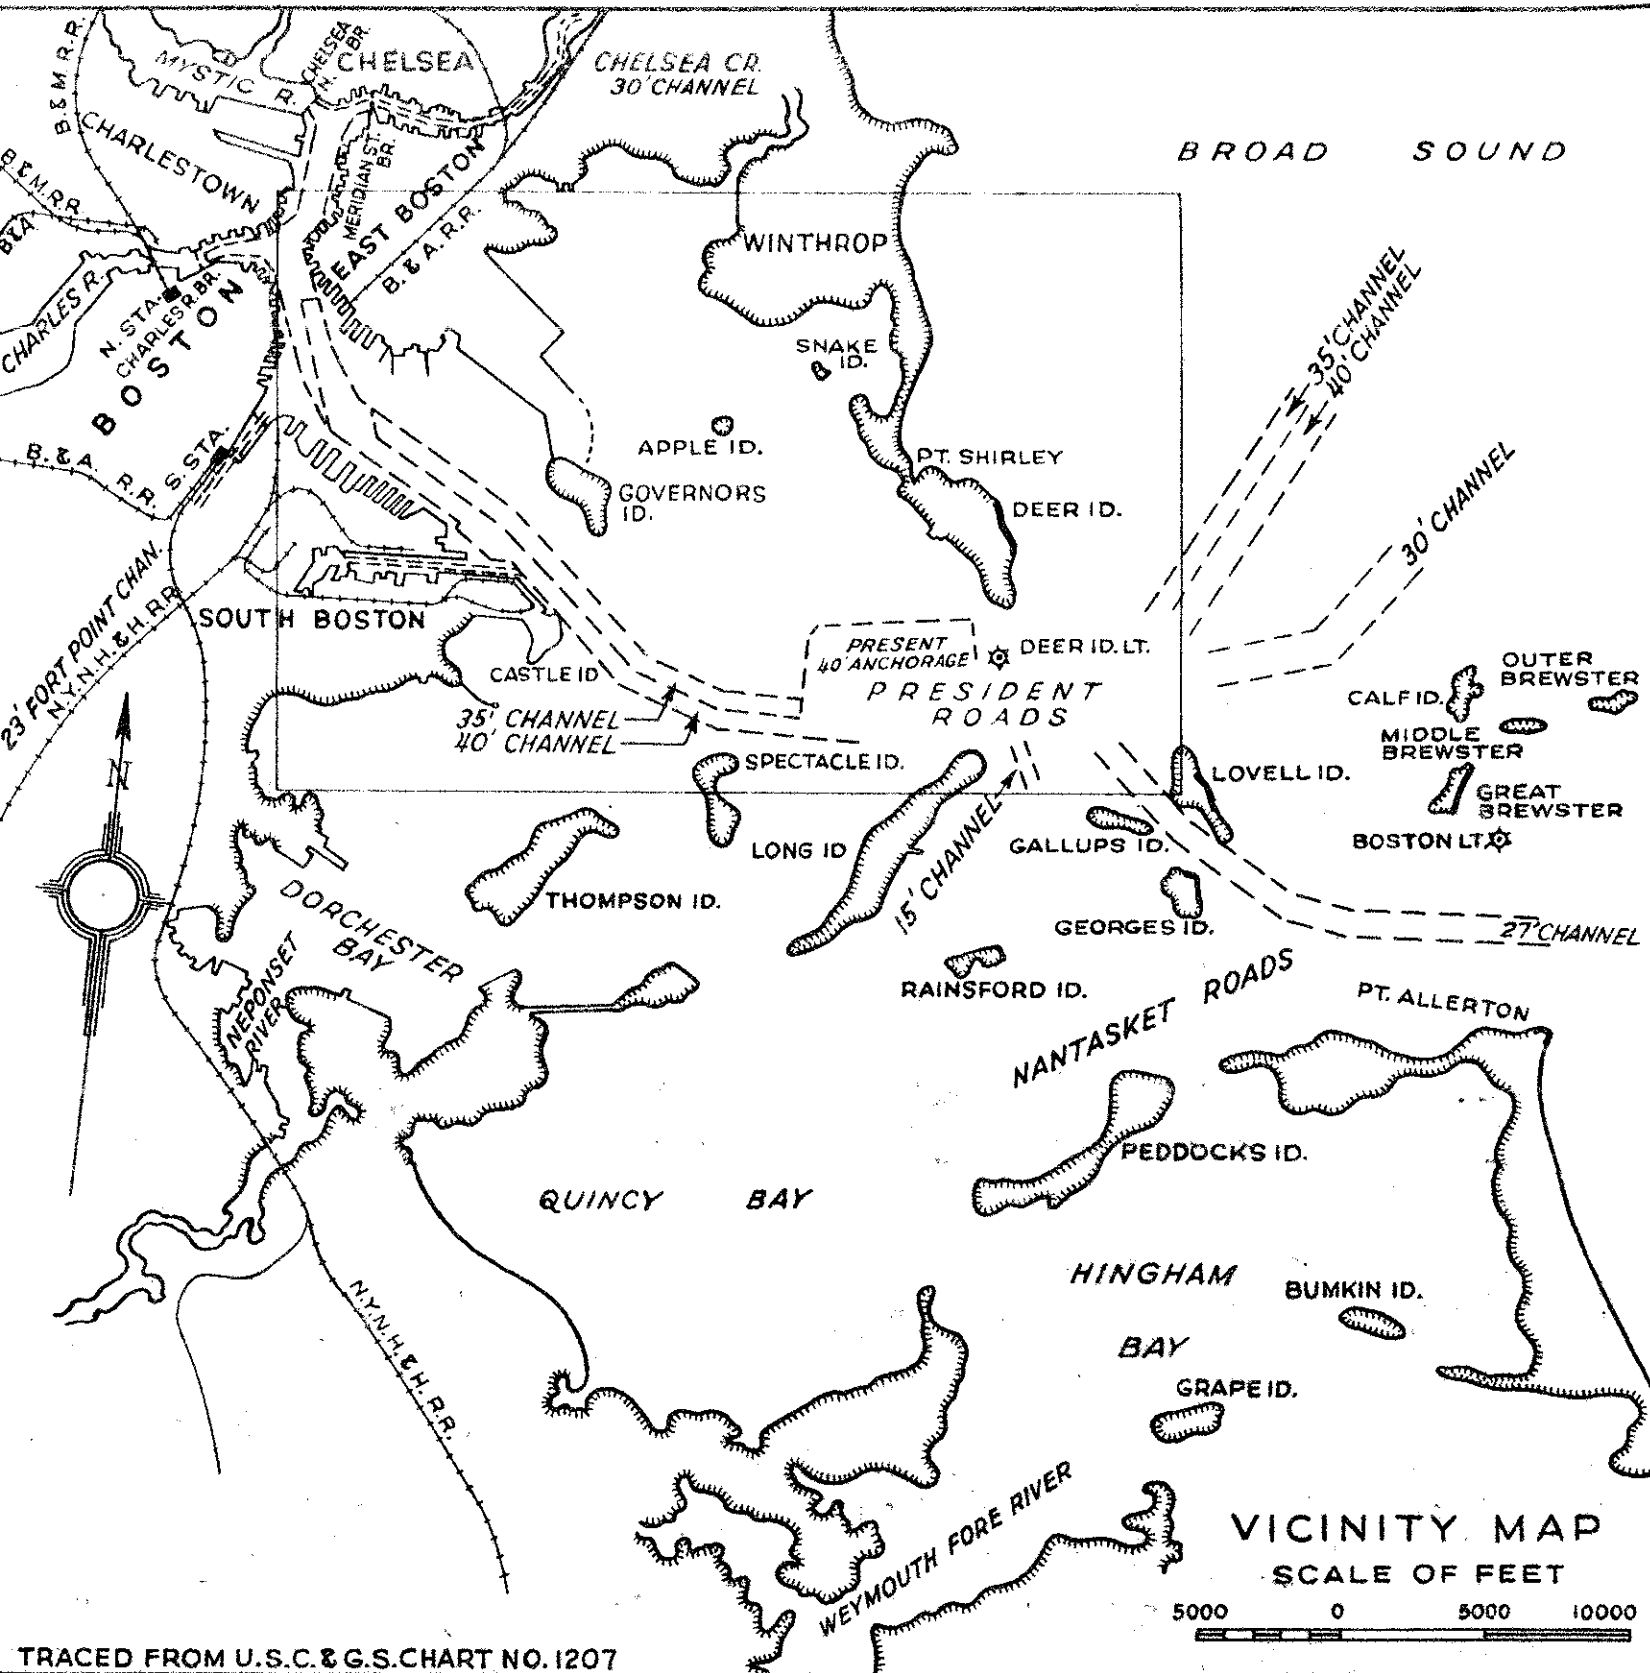 B. & M. R. R.
MYSTIC R.
CHELSEA
N. BR.
CHELSEA
CHELSEA CR.
30' CHANNEL
BROAD SOUND
CHARLESTOWN
B. & M. R.R.
B & A
MERIDIAN ST.
BR.
EAST BOSTON
B. & A. R.R.
WINTHROP
CHARLES R.
N. STA.
CHARLES R. BR.
BOSTON
SNAKE
ID.
35' CHANNEL
40' CHANNEL
B. & A. R.R.
S. STA.
APPLE ID.
PT. SHIRLEY
GOVERNORS
ID.
DEER ID.
30' CHANNEL
23' FORT POINT CHAN.
N.Y.N.H. & H.R.R.
SOUTH BOSTON
CASTLE ID
PRESENT
40' ANCHORAGE
DEER ID. LT.
PRESIDENT
ROADS
35' CHANNEL
40' CHANNEL
OUTER
BREWSTER
CALF ID.
MIDDLE
BREWSTER
GREAT
BREWSTER
BOSTON LT.
N
SPECTACLE ID.
LOVELL ID.
LONG ID
15' CHANNEL
GALLUPS ID.
THOMPSON ID.
GEORGES ID.
27' CHANNEL
DORCHESTER
BAY
NEPONSET
RIVER
RAINSFORD ID.
NANTASKET ROADS
PT. ALLERTON
PEDDOCKS ID.
QUINCY BAY
HINGHAM
BAY
BUMKIN ID.
N.Y.N.H. & H. R.R.
GRAPE ID.
WEYMOUTH FORE RIVER
VICINITY MAP
SCALE OF FEET
5000 0 5000 10000
TRACED FROM U.S.C. & G.S. CHART NO. 1207